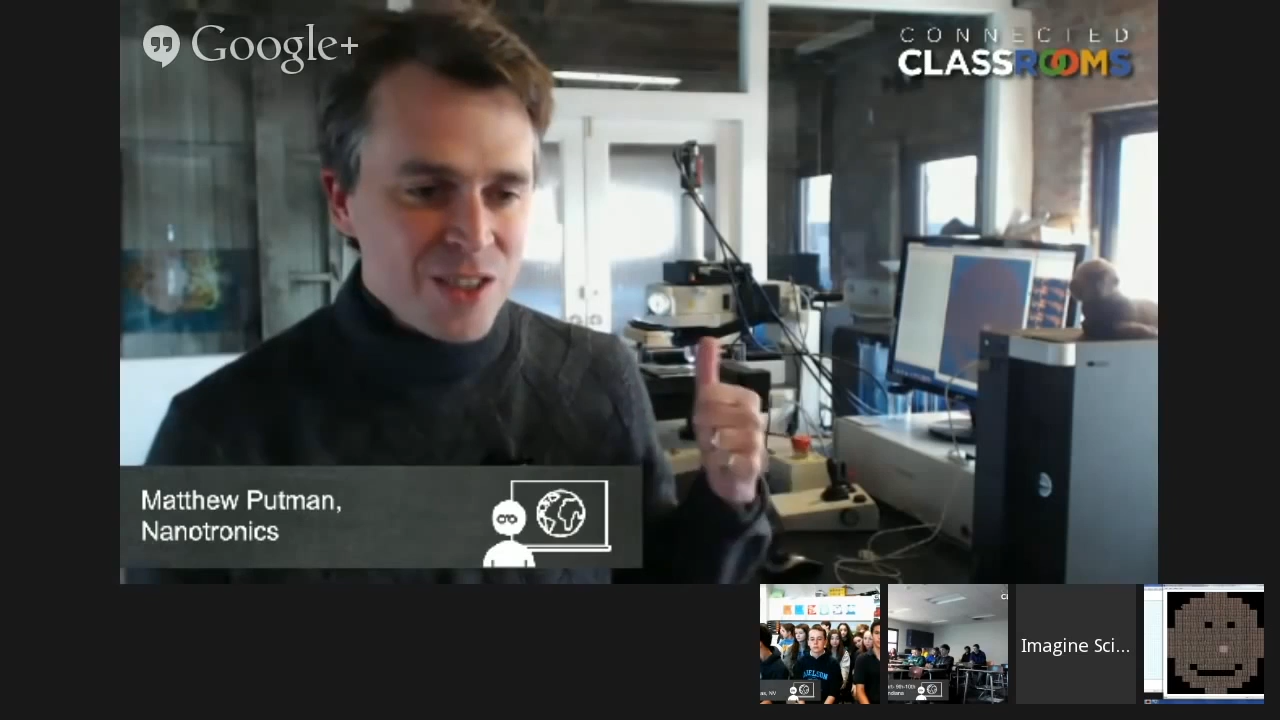 Google+
CONNECTED
CLASSROOMS
Matthew Putman,
Nanotronics
Imagine Sci...